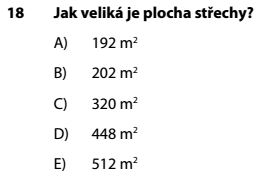 18 Jak veliká je plocha střechy?
A) 192 m²
B) 202 m²
C) 320 m²
D) 448 m²
E) 512 m²